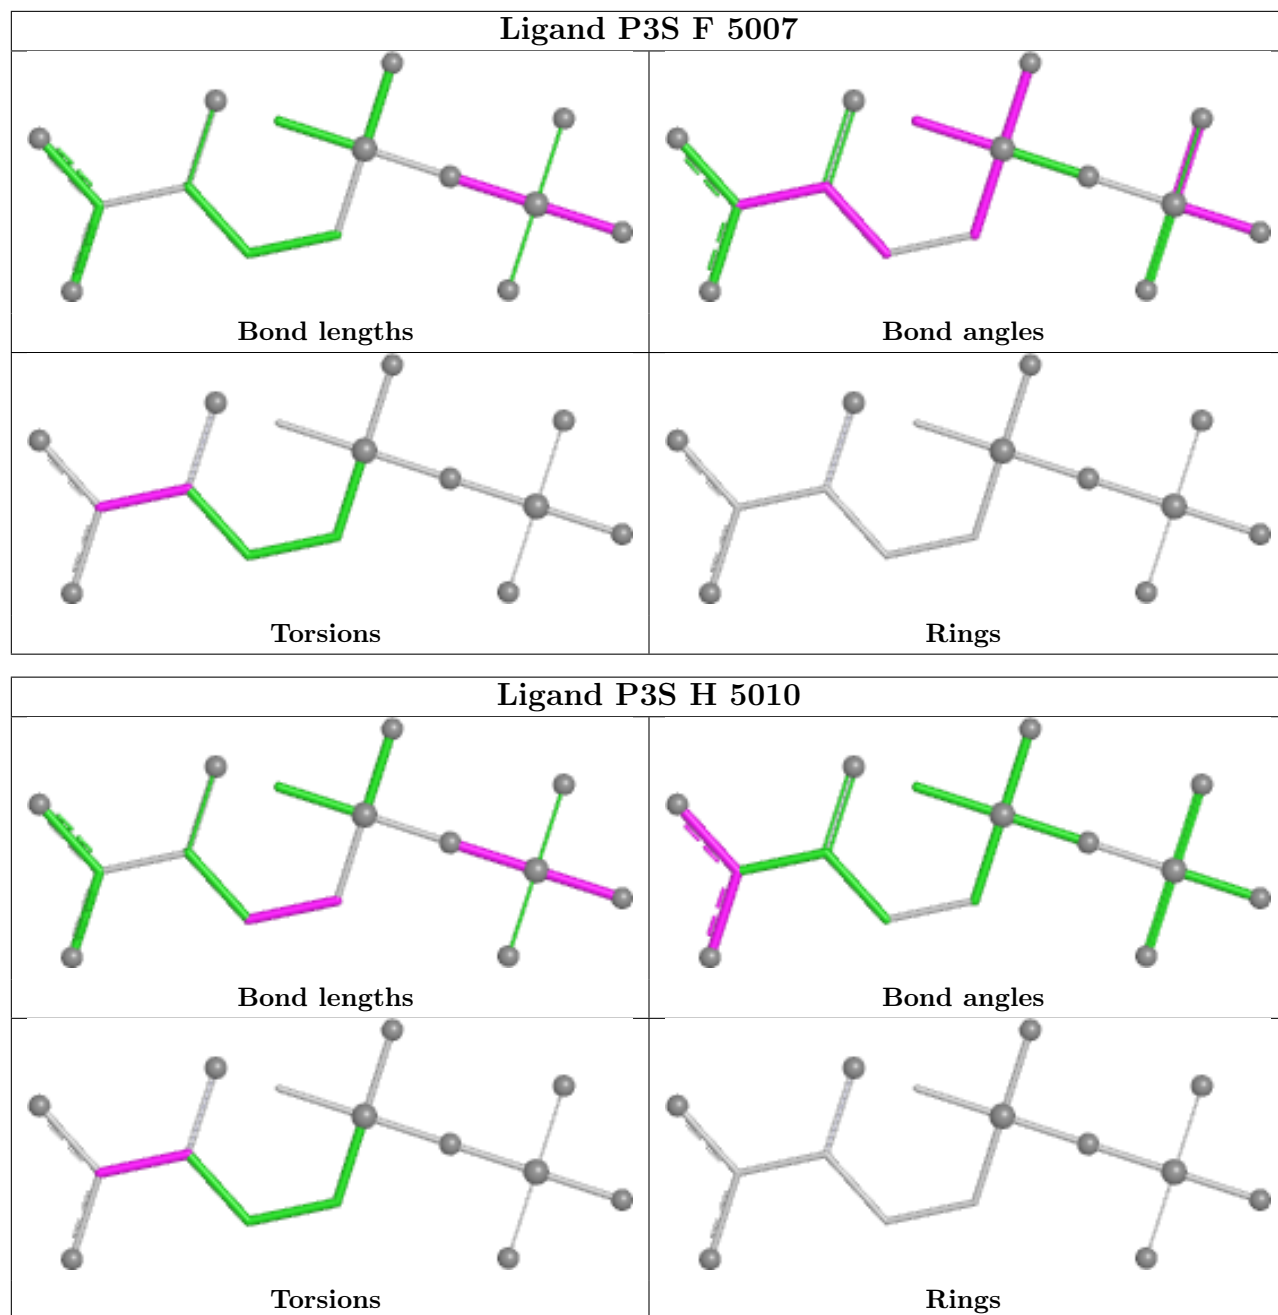 Ligand P3S F 5007
Bond lengths
Bond angles
Torsions
Rings
Ligand P3S H 5010
Bond lengths
Bond angles
Torsions
Rings